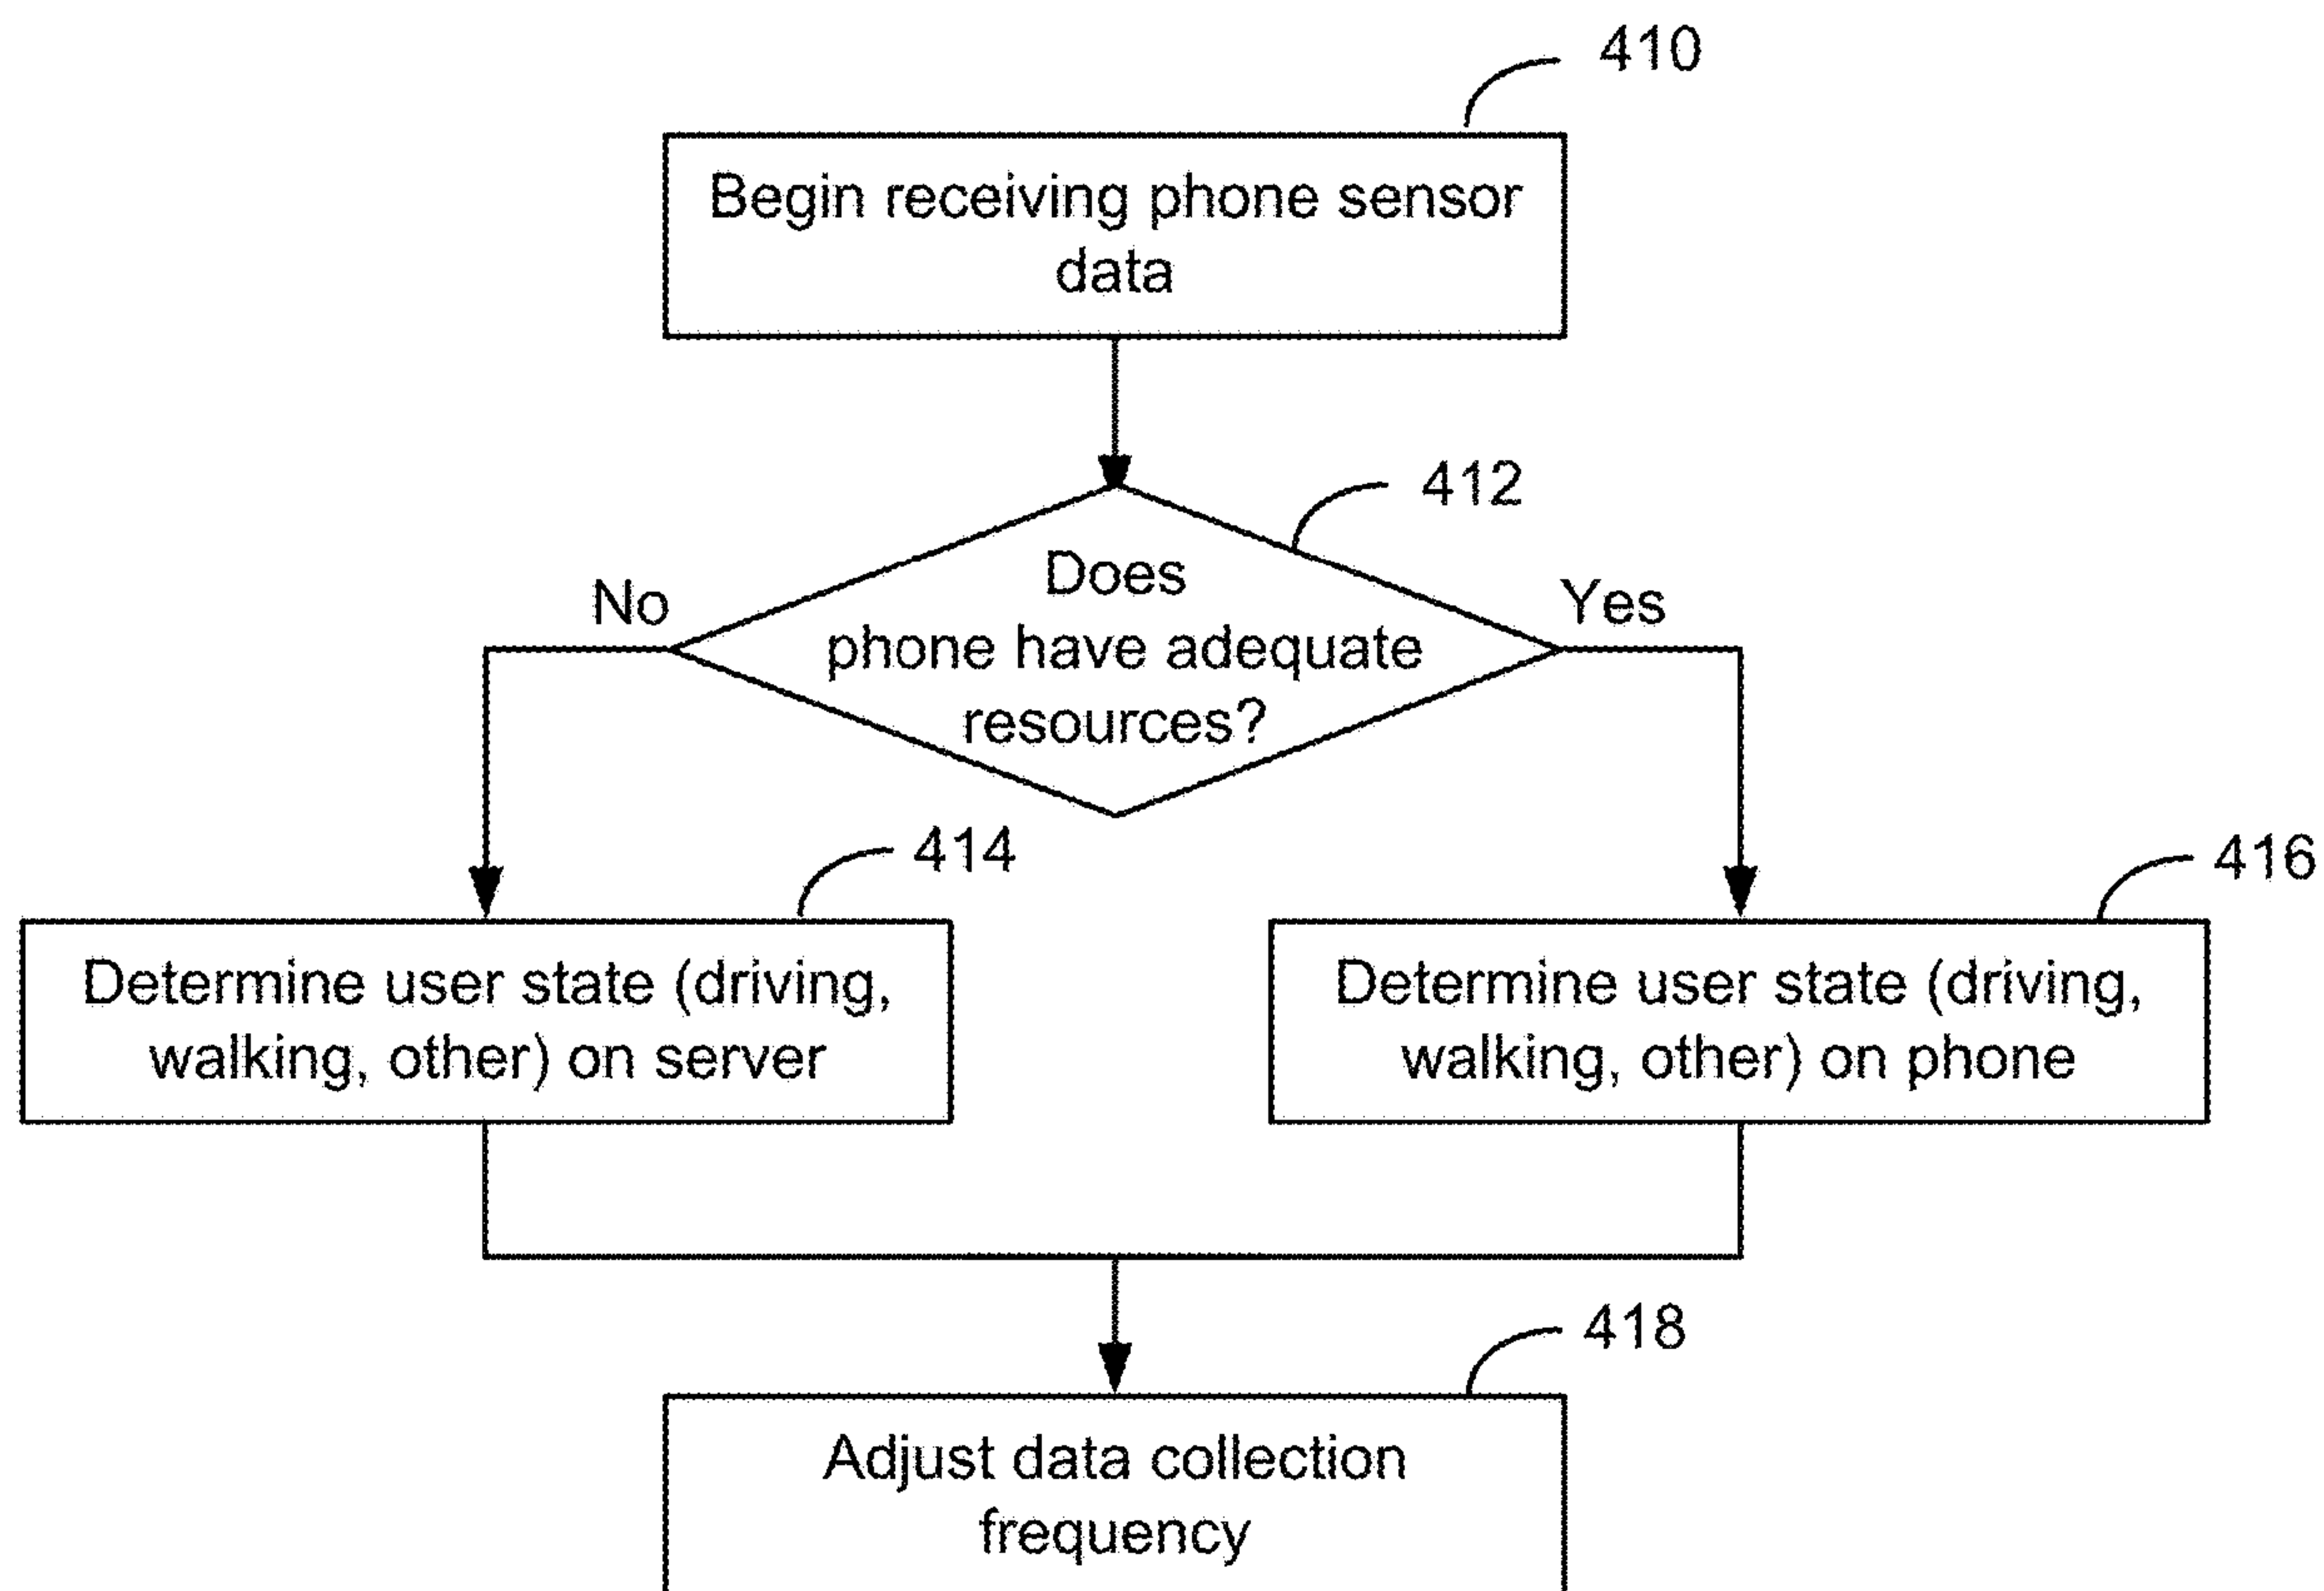 410
Begin receiving phone sensor
data
412
Does
phone have adequate
resources?
No
Yes
414
Determine user state (driving,
walking, other) on server
416
Determine user state (driving,
walking, other) on phone
418
Adjust data collection
frequency